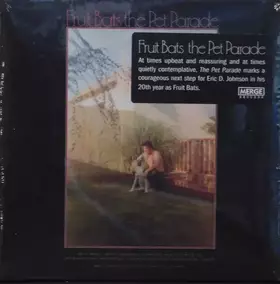 Fruit Bats the Pet Parade
Fruit Bats the Pet Parade
At times upbeat and reassuring and at times
quietly contemplative, The Pet Parade marks a
courageous next step for Eric D. Johnson in his
20th year as Fruit Bats.
MERGE
RECORDS